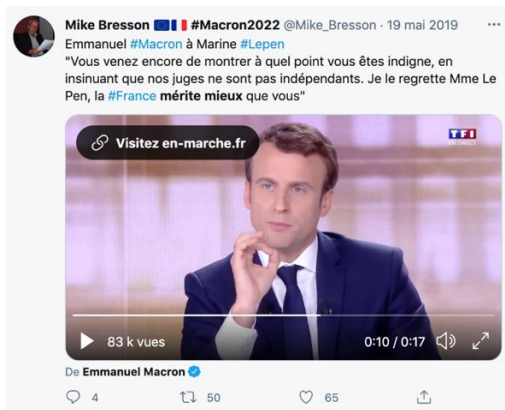 Mike Bresson 🇪🇺🇫🇷 #Macron2022 @Mike_Bresson · 19 mai 2019 ···
Emmanuel #Macron à Marine #Lepen
"Vous venez encore de montrer à quel point vous êtes indigne, en
insinuant que nos juges ne sont pas indépendants. Je le regrette Mme Le
Pen, la #France mérite mieux que vous"
Visitez en-marche.fr
TF1
EN DIRECT
83 k vues
0:10 / 0:17
De Emmanuel Macron
4 50 65